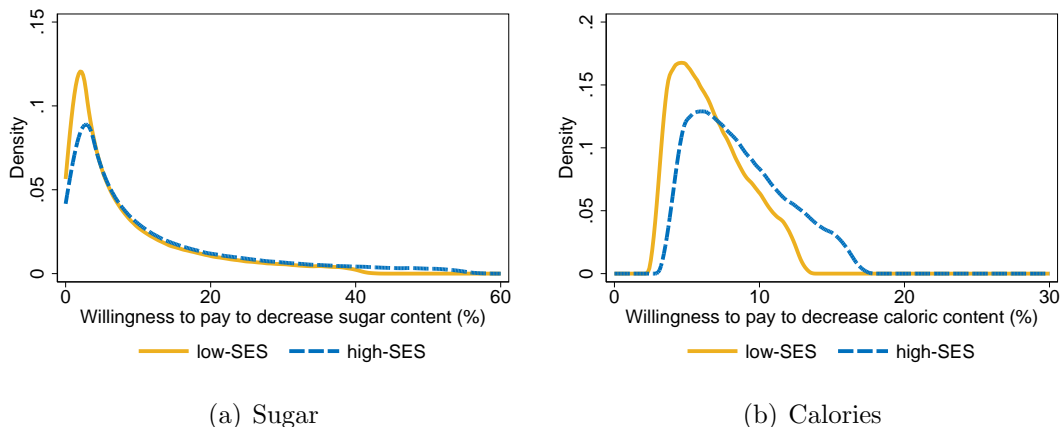 Density
0
.05
.1
.15
0
20
40
60
Willingness to pay to decrease sugar content (%)
low-SES
high-SES
(a) Sugar
Density
0
.05
.1
.15
.2
0
10
20
30
Willingness to pay to decrease caloric content (%)
low-SES
high-SES
(b) Calories